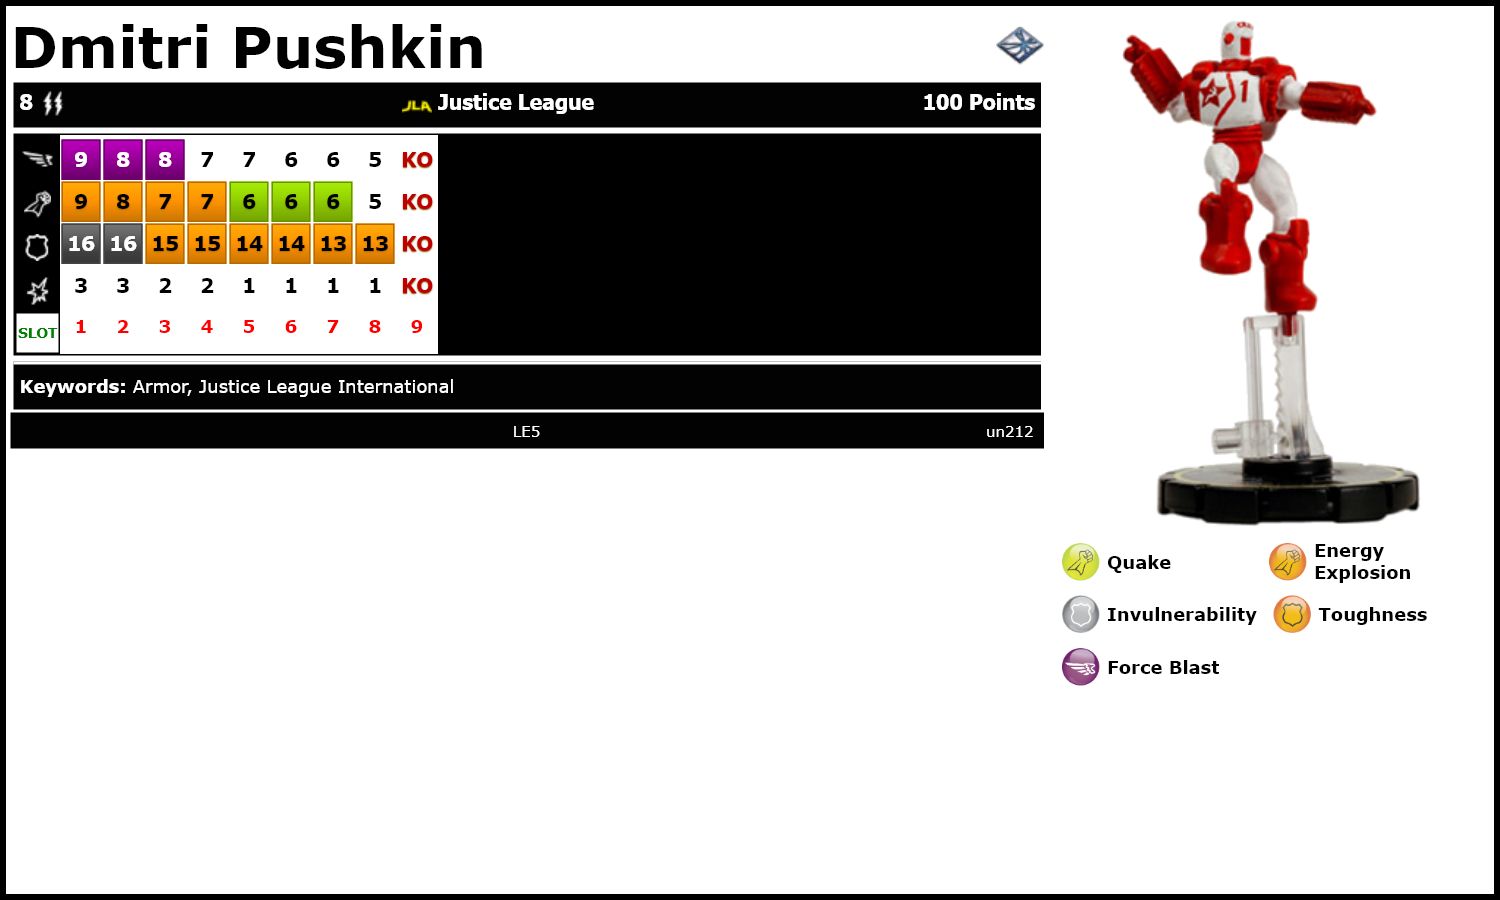 Dmitri Pushkin
8 JLA Justice League 100 Points
9 8 8 7 7 6 6 5 KO
9 8 7 7 6 6 6 5 KO
16 16 15 15 14 14 13 13 KO
3 3 2 2 1 1 1 1 KO
SLOT 1 2 3 4 5 6 7 8 9
Keywords: Armor, Justice League International
LE5 un212
1
Quake
Energy
Explosion
Invulnerability
Toughness
Force Blast